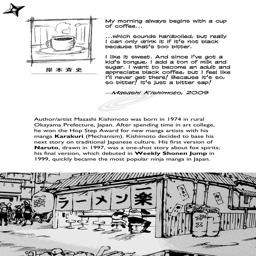 My morning always begins with a cup
of coffee...
...which sounds hardboiled, but really
I can only drink it if it's not black
because that's too bitter.
I like it sweet. And since I've got a
kid's tongue, I add a ton of milk and
sugar. I want to become an adult and
appreciate black coffee, but I feel like
I'll never get there! Because it's so,
so bitter! It's just a bitter sap!
—Masashi Kishimoto, 2009
岸本斉史
Author/artist Masashi Kishimoto was born in 1974 in rural
Okayama Prefecture, Japan. After spending time in art college,
he won the Hop Step Award for new manga artists with his
manga Karakuri (Mechanism). Kishimoto decided to base his
next story on traditional Japanese culture. His first version of
Naruto, drawn in 1997, was a one-shot story about fox spirits;
his final version, which debuted in Weekly Shonen Jump in
1999, quickly became the most popular ninja manga in Japan.
ラーメン楽